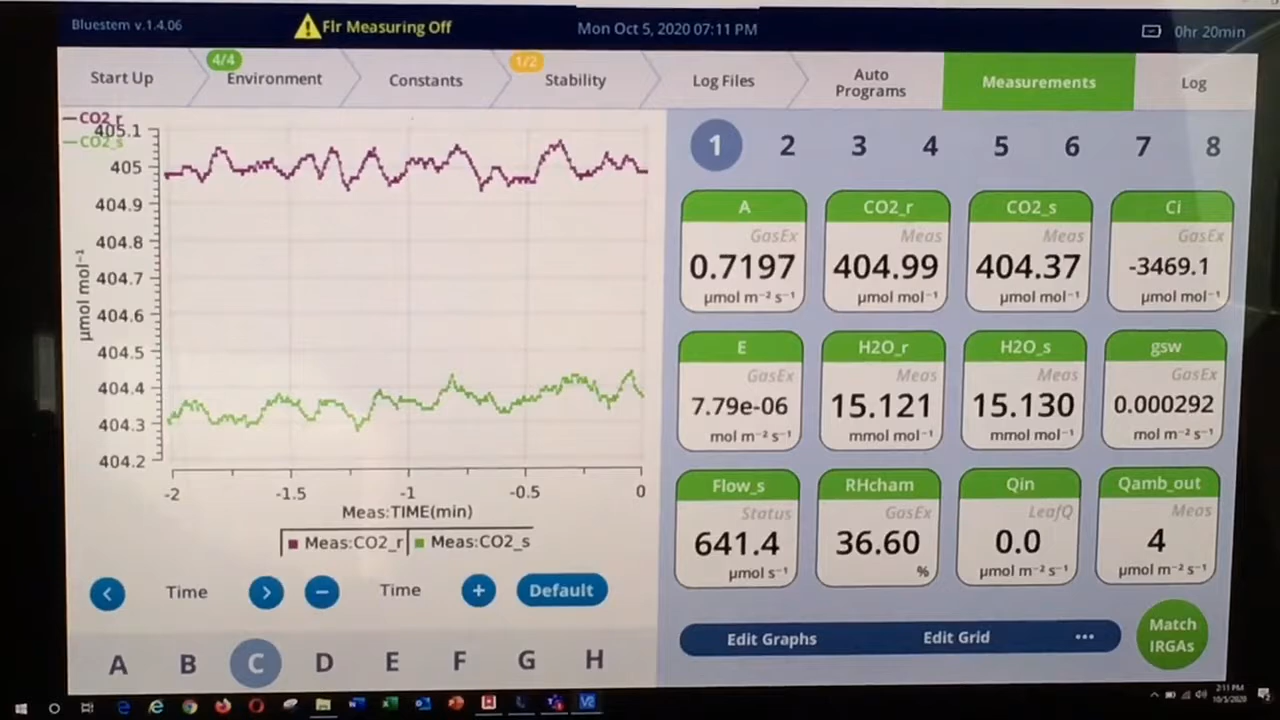 Bluestem v.1.4.06
Flr Measuring Off
Mon Oct 5, 2020 07:11 PM
0hr 20min
Start Up
4/4
Environment
Constants
1/2
Stability
Log Files
Auto
Programs
Measurements
Log
CO2_r
CO2_s
405.1
405
404.9
404.8
404.7
404.6
404.5
404.4
404.3
404.2
µmol mol⁻¹
-2
-1.5
-1
-0.5
0
Meas:TIME(min)
Meas:CO2_r
Meas:CO2_s
Time
Time
Default
A B C D E F G H
1 2 3 4 5 6 7 8
A
GasEx
0.7197
µmol m⁻² s⁻¹
CO2_r
Meas
404.99
µmol mol⁻¹
CO2_s
Meas
404.37
µmol mol⁻¹
Ci
GasEx
-3469.1
µmol mol⁻¹
E
GasEx
7.79e-06
mol m⁻² s⁻¹
H2O_r
Meas
15.121
mmol mol⁻¹
H2O_s
Meas
15.130
mmol mol⁻¹
gsw
GasEx
0.000292
mol m⁻² s⁻¹
Flow_s
Status
641.4
µmol s⁻¹
RHcham
GasEx
36.60
%
Qin
LeafQ
0.0
µmol m⁻² s⁻¹
Qamb_out
Meas
4
µmol m⁻² s⁻¹
Edit Graphs
Edit Grid
Match
IRGAs
2:11 PM
10/5/2020